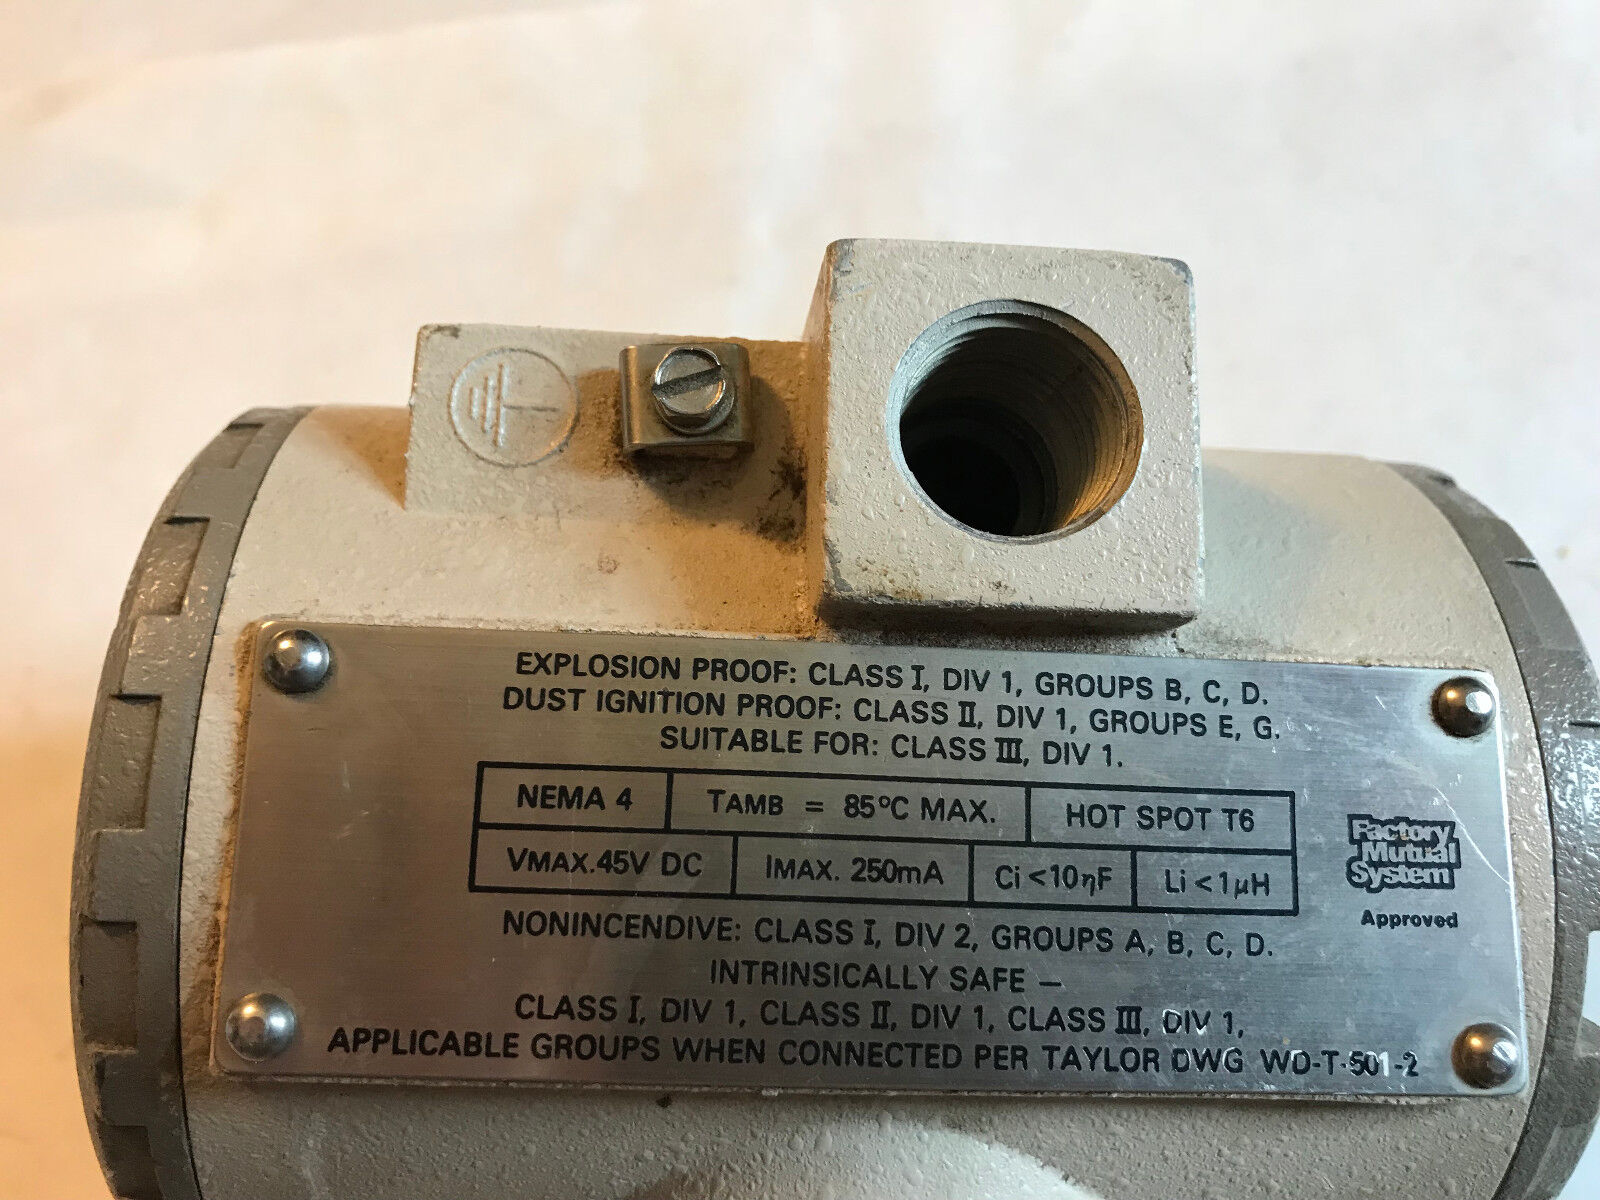 EXPLOSION PROOF: CLASS I, DIV 1, GROUPS B, C, D.
DUST IGNITION PROOF: CLASS II, DIV 1, GROUPS E, G.
SUITABLE FOR: CLASS III, DIV 1.
NEMA 4 TAMB = 85°C MAX. HOT SPOT T6
VMAX.45V DC IMAX. 250mA Ci <10ηF Li <1μH
Factory
Mutual
System
Approved
NONINCENDIVE: CLASS I, DIV 2, GROUPS A, B, C, D.
INTRINSICALLY SAFE —
CLASS I, DIV 1, CLASS II, DIV 1, CLASS III, DIV 1,
APPLICABLE GROUPS WHEN CONNECTED PER TAYLOR DWG WD-T-501-2